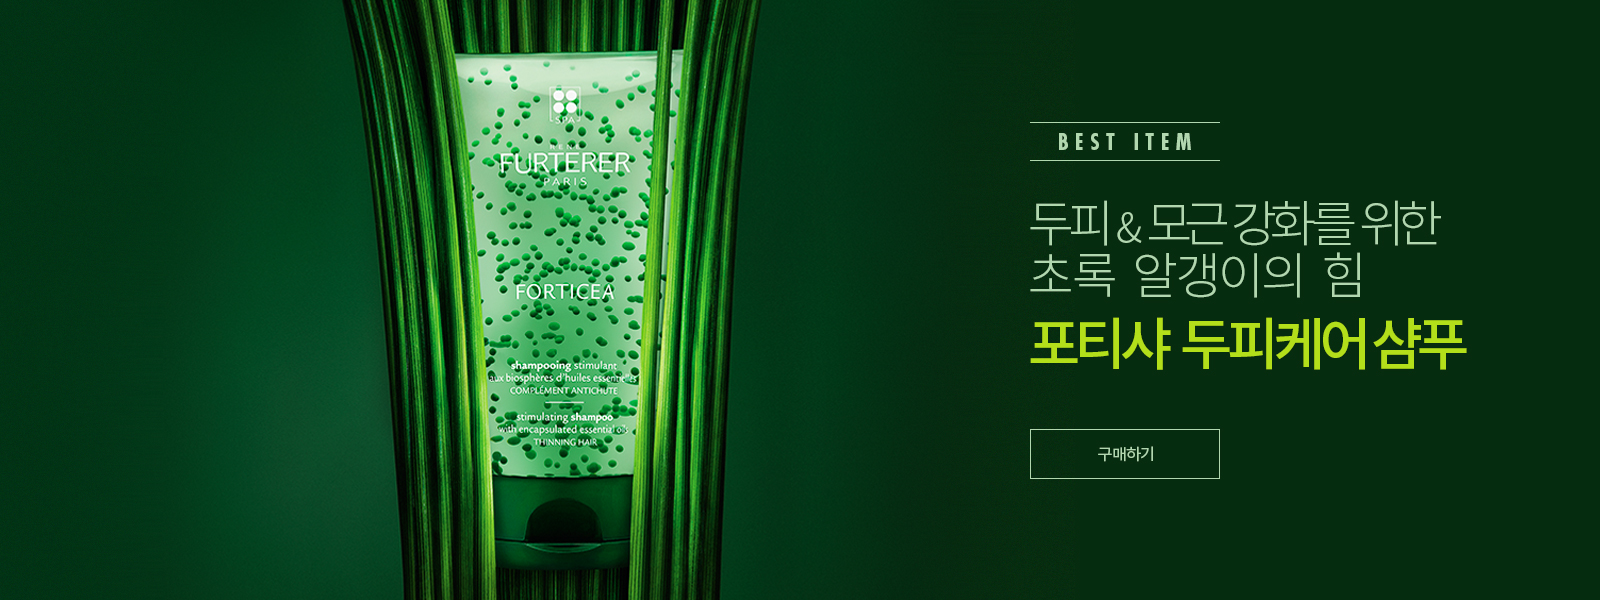 SPA
RENE
FURTERER
PARIS
FORTICEA
shampooing stimulant
aux biosphères d'huiles essentielles
COMPLÉMENT ANTICHUTE
stimulating shampoo
with encapsulated essential oils
THINNING HAIR
BEST ITEM
두피 & 모근 강화를 위한
초록 알갱이의 힘
포티샤 두피케어 샴푸
구매하기